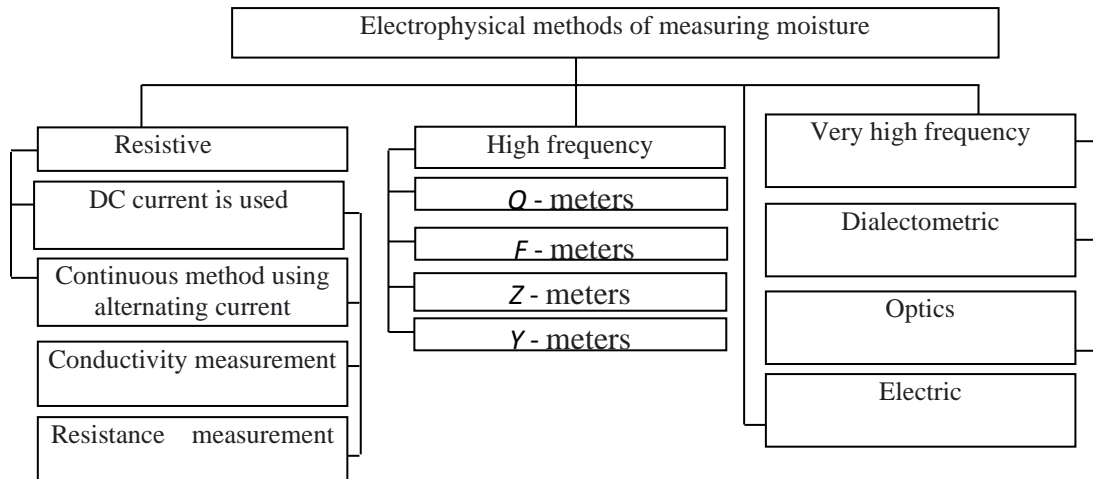 Electrophysical methods of measuring moisture
Resistive
DC current is used
Continuous method using
alternating current
Conductivity measurement
Resistance measurement
High frequency
Q - meters
F - meters
Z - meters
Y - meters
Very high frequency
Dialectometric
Optics
Electric